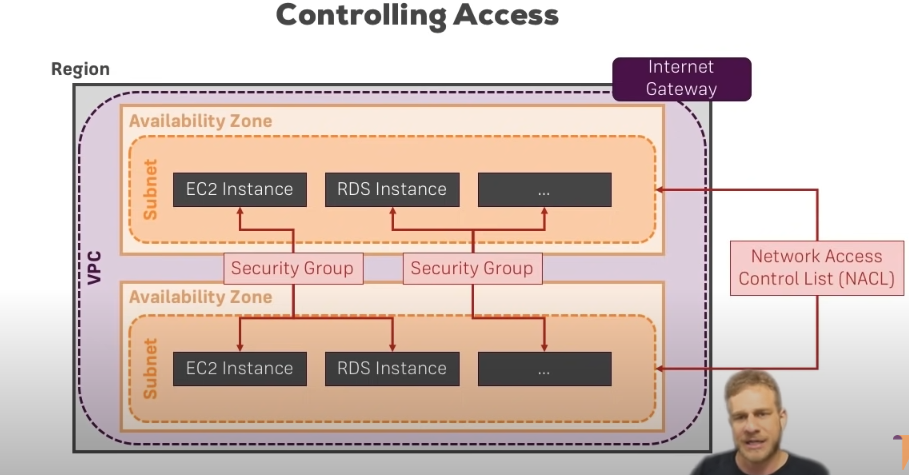 Controlling Access
Region
Internet
Gateway
Availability Zone
Subnet
EC2 Instance
RDS Instance
...
VPC
Security Group
Security Group
Network Access
Control List (NACL)
Availability Zone
Subnet
EC2 Instance
RDS Instance
...